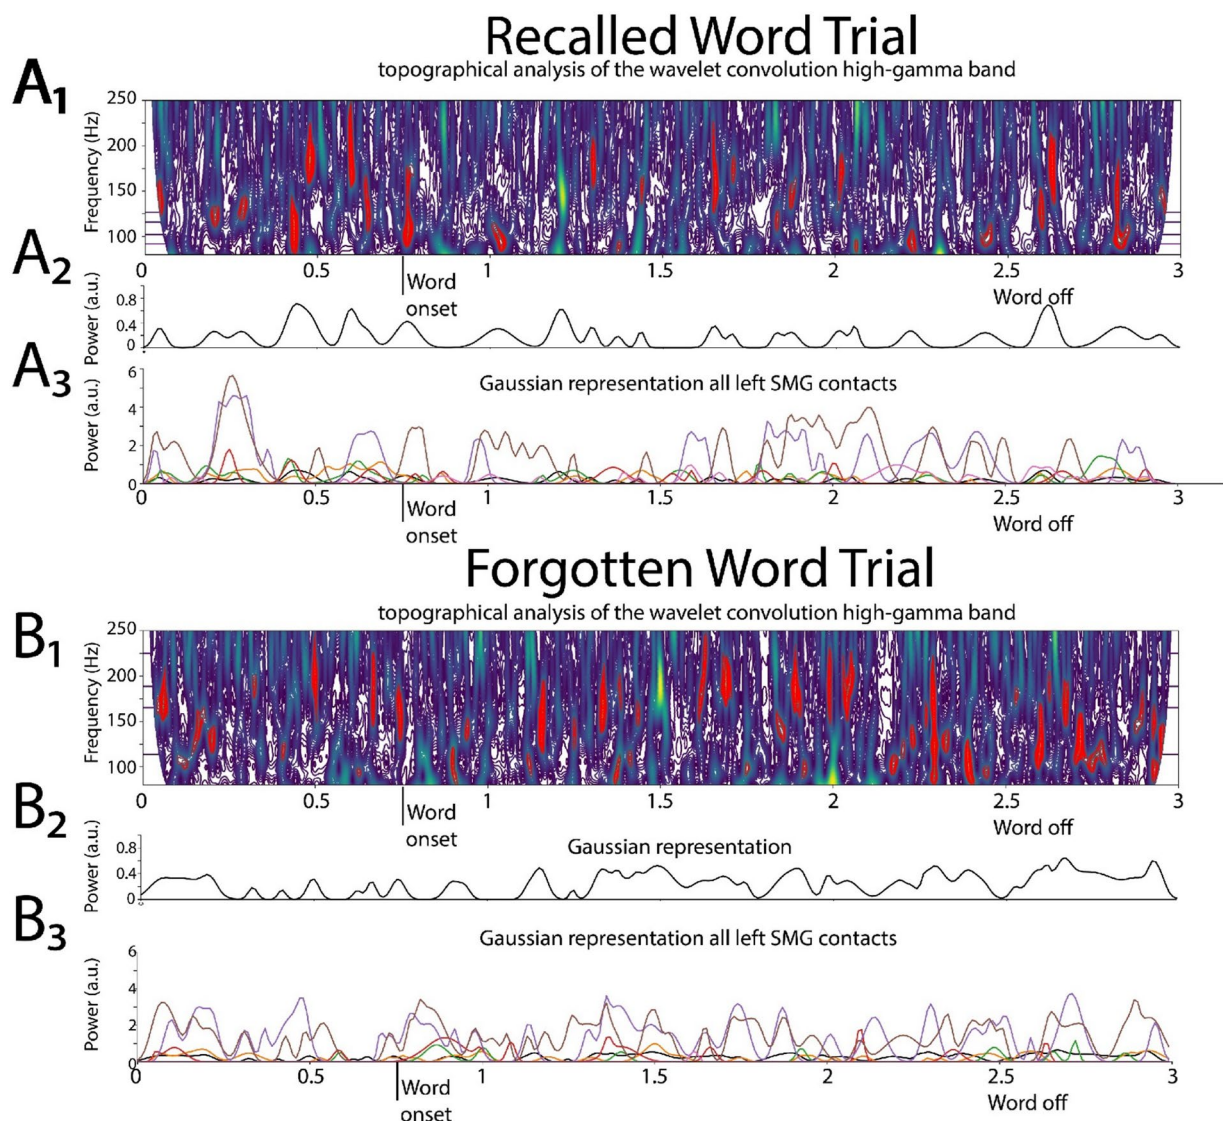 Recalled Word Trial
topographical analysis of the wavelet convolution high-gamma band
A1
Frequency (Hz)
250
200
150
100
0 0.5 1 1.5 2 2.5 3
Word onset
Word off
A2
Power (a.u.)
0.8
0.4
0
A3
Power (a.u.)
Gaussian representation all left SMG contacts
6
4
2
0
0 0.5 1 1.5 2 2.5 3
Word onset
Word off
Forgotten Word Trial
topographical analysis of the wavelet convolution high-gamma band
B1
Frequency (Hz)
250
200
150
100
0 0.5 1 1.5 2 2.5 3
Word onset
Word off
B2
Power (a.u.)
Gaussian representation
0.8
0.4
0
B3
Power (a.u.)
Gaussian representation all left SMG contacts
6
4
2
0
0 0.5 1 1.5 2 2.5 3
Word onset
Word off